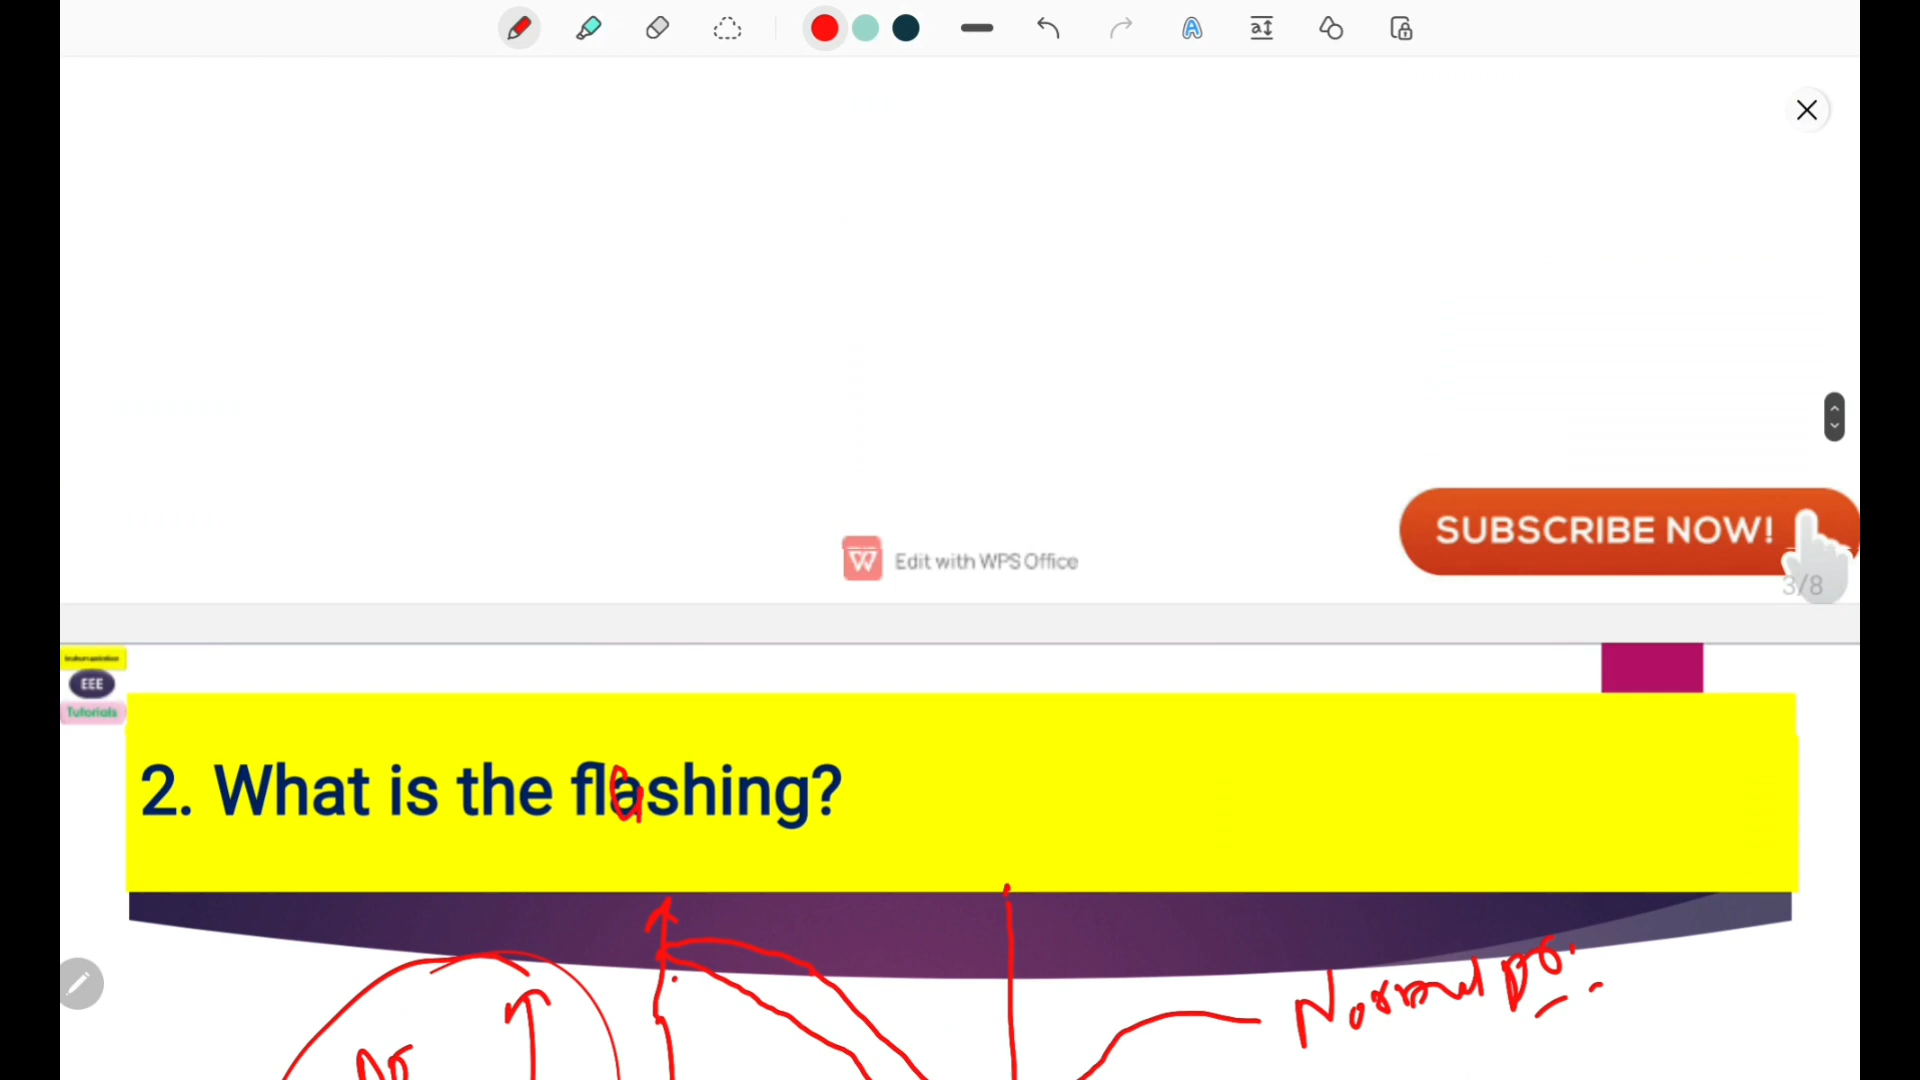 SUBSCRIBE NOW!
Edit with WPS Office
3/8
EEE
Tutorials
2. What is the flashing?
Normal